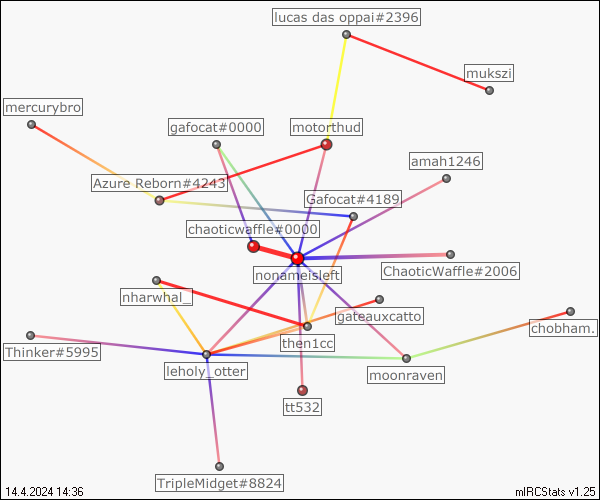 lucas das oppai#2396
mukszi
mercurybro
gafocat#0000
motorthud
amah1246
Azure Reborn#4243
Gafocat#4189
chaoticwaffle#0000
nonameisleft
ChaoticWaffle#2006
nharwhal_
gateauxcatto
chobham.
then1cc
Thinker#5995
leholy_otter
moonraven
tt532
TripleMidget#8824
14.4.2024 14:36
mIRCStats v1.25